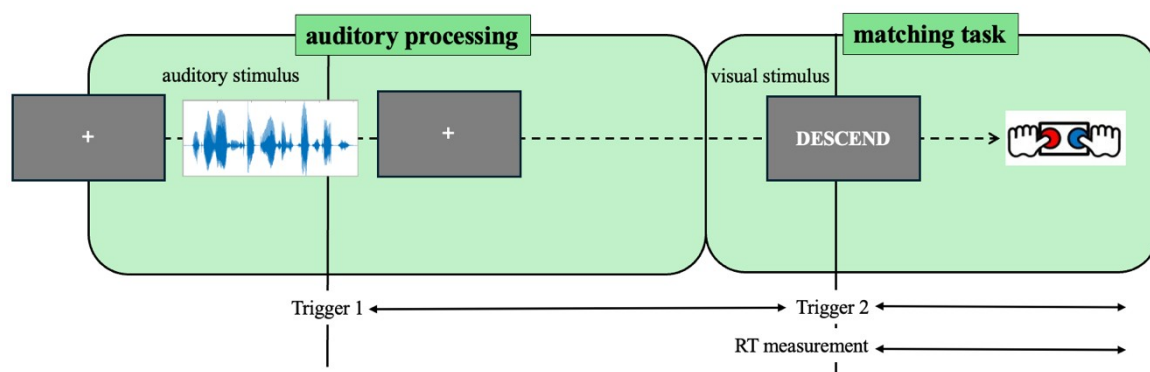 auditory processing
matching task
auditory stimulus
visual stimulus
+
+
DESCEND
Trigger 1
Trigger 2
RT measurement